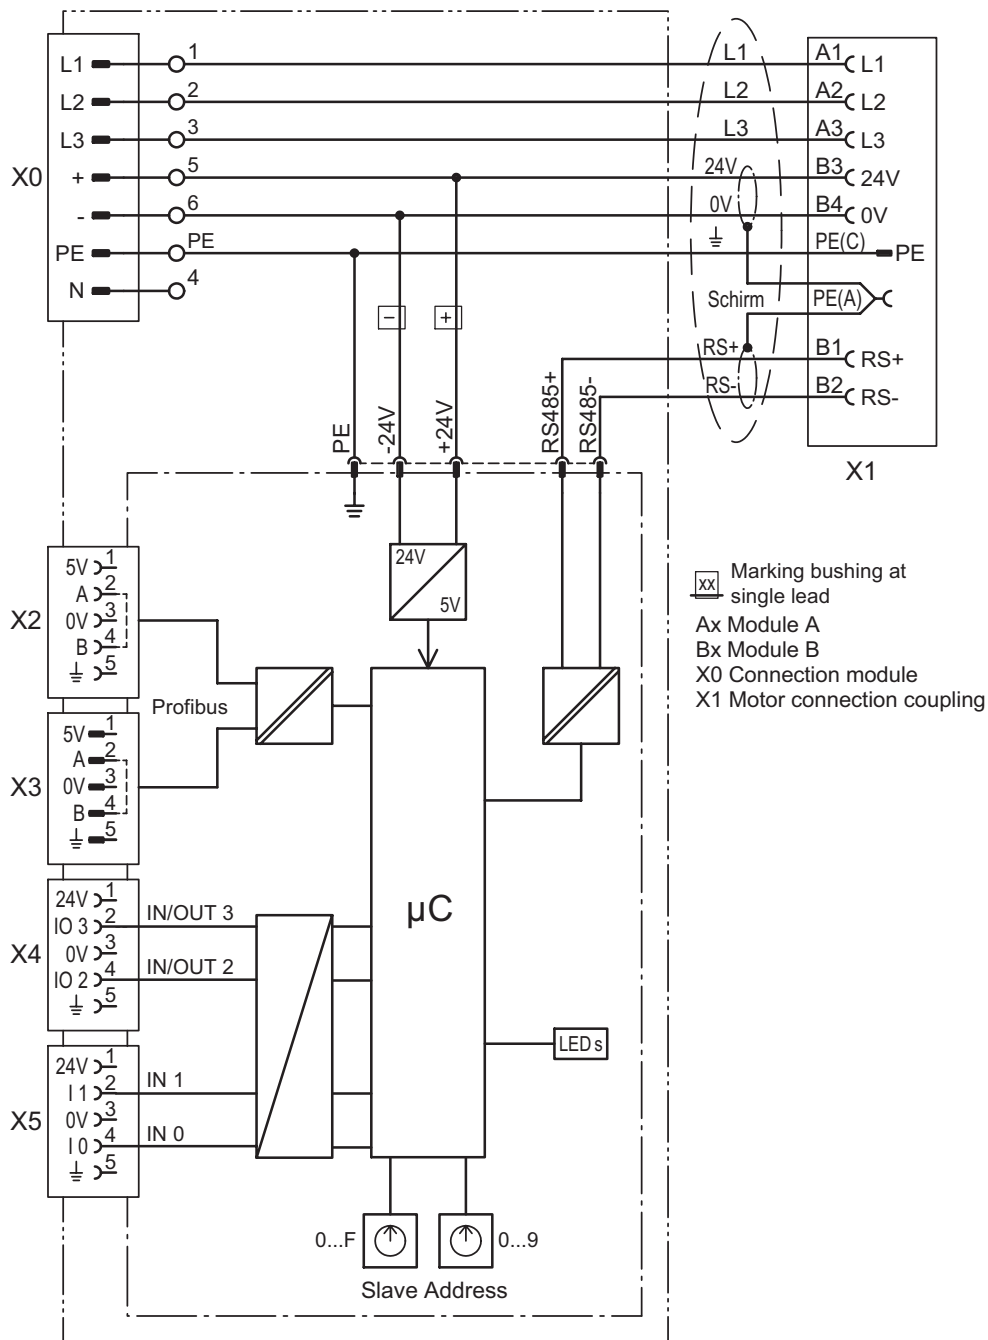 X0
L1 1 L1 A1 L1
L2 2 L2 A2 L2
L3 3 L3 A3 L3
+ 5 24V B3 24V
- 6 0V B4 0V
PE PE PE(C) PE
N 4
Schirm PE(A)
- +
RS+ B1 RS+
RS- B2 RS-
X1
PE
-24V
+24V
RS485+
RS485-
24V
5V
xx Marking bushing at
single lead
Ax Module A
Bx Module B
X0 Connection module
X1 Motor connection coupling
X2
5V 1
A 2
0V 3
B 4
5
Profibus
X3
5V 1
A 2
0V 3
B 4
5
µC
X4
24V 1
IO 3 2 IN/OUT 3
0V 3
IO 2 4 IN/OUT 2
5
LEDs
X5
24V 1
I 1 2 IN 1
0V 3
I 0 4 IN 0
5
0...F 0...9
Slave Address